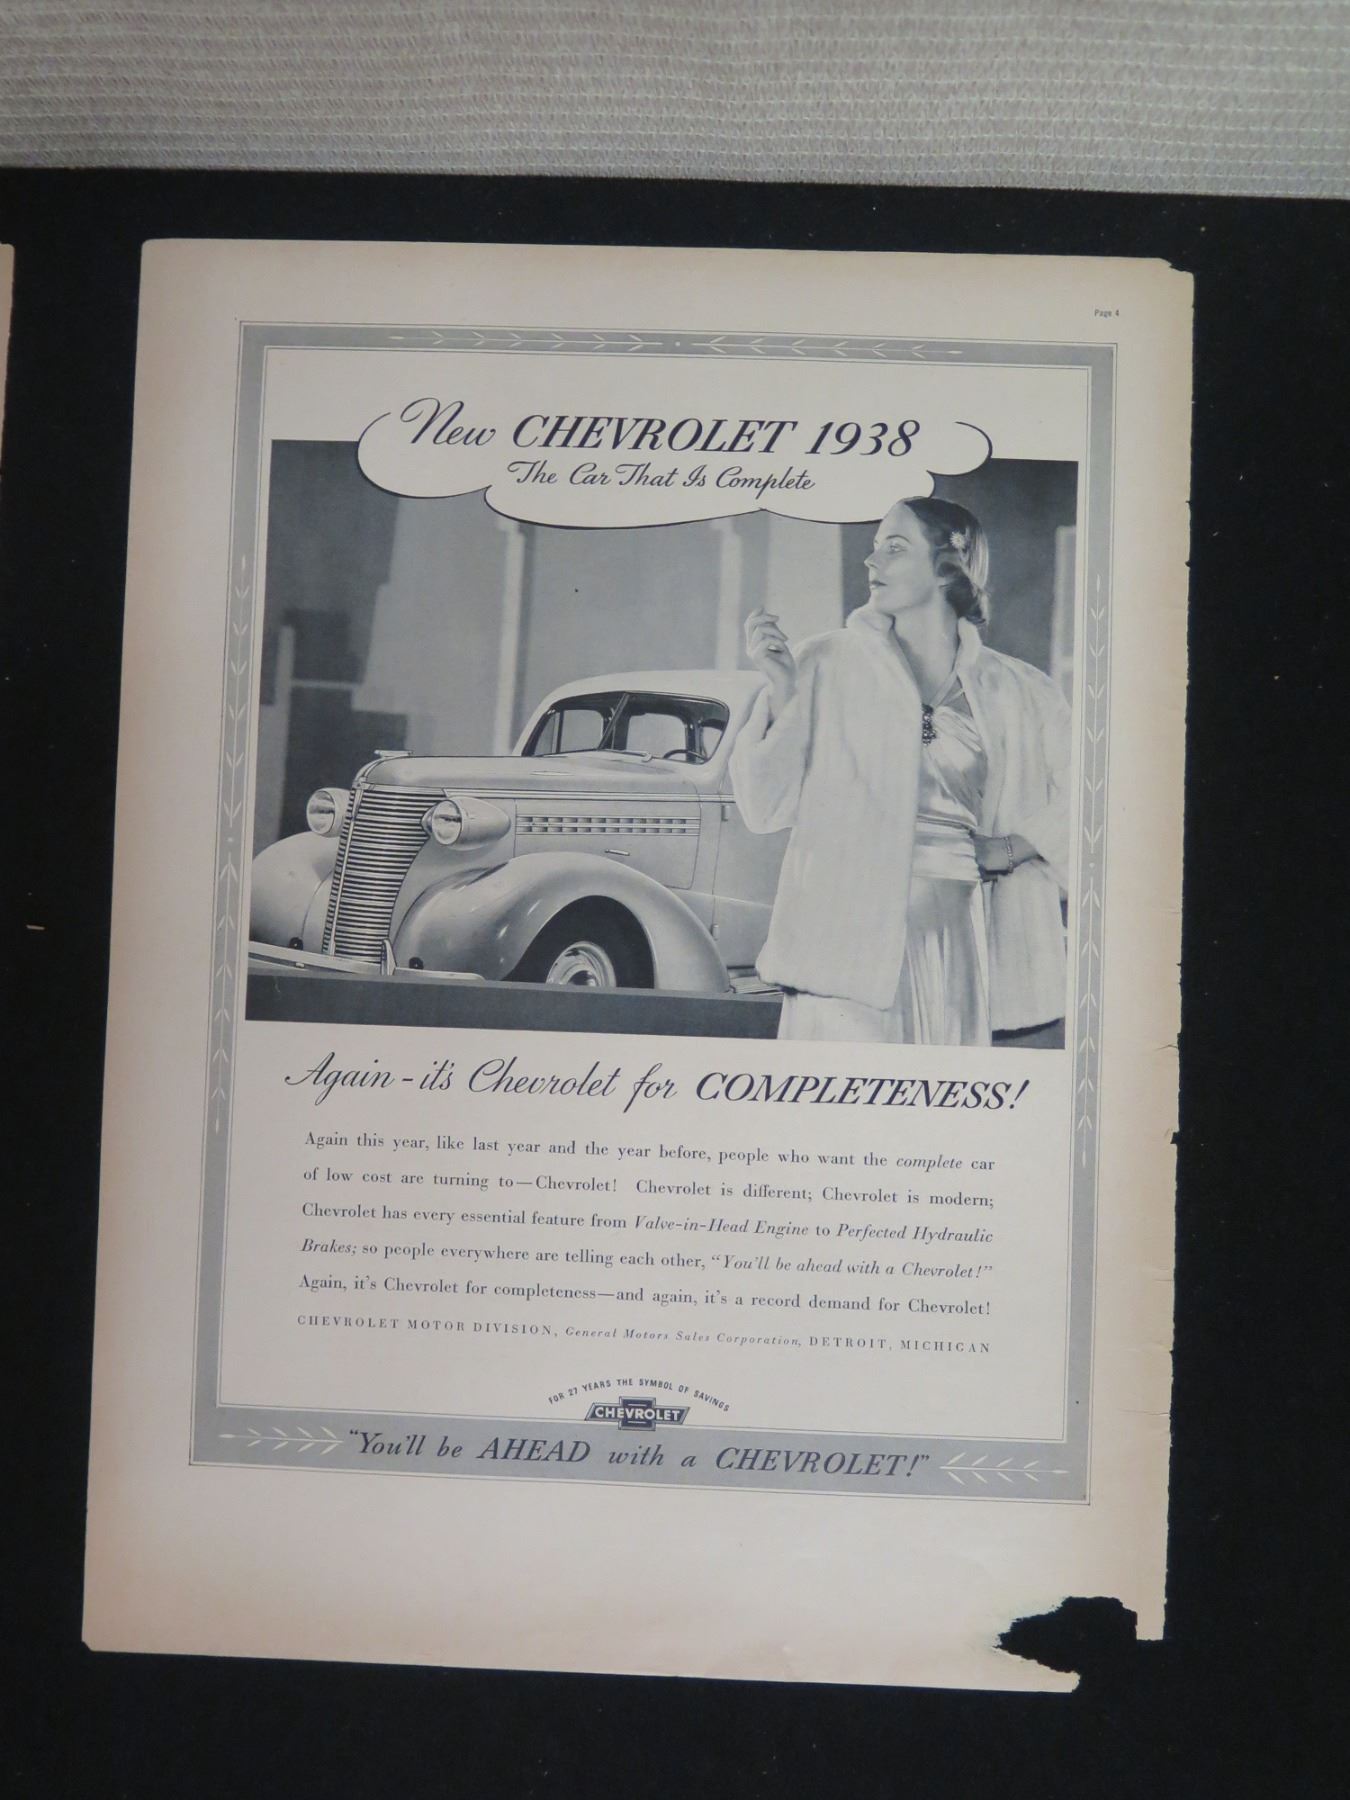 Page 4
New CHEVROLET 1938
The Car That Is Complete
Again-it's Chevrolet for COMPLETENESS!
Again this year, like last year and the year before, people who want the complete car
of low cost are turning to—Chevrolet! Chevrolet is different; Chevrolet is modern;
Chevrolet has every essential feature from Valve-in-Head Engine to Perfected Hydraulic
Brakes; so people everywhere are telling each other, “You'll be ahead with a Chevrolet!”
Again, it's Chevrolet for completeness—and again, it's a record demand for Chevrolet!
CHEVROLET MOTOR DIVISION, General Motors Sales Corporation, DETROIT, MICHIGAN
FOR 27 YEARS THE SYMBOL OF SAVINGS
CHEVROLET
“You'll be AHEAD with a CHEVROLET!”